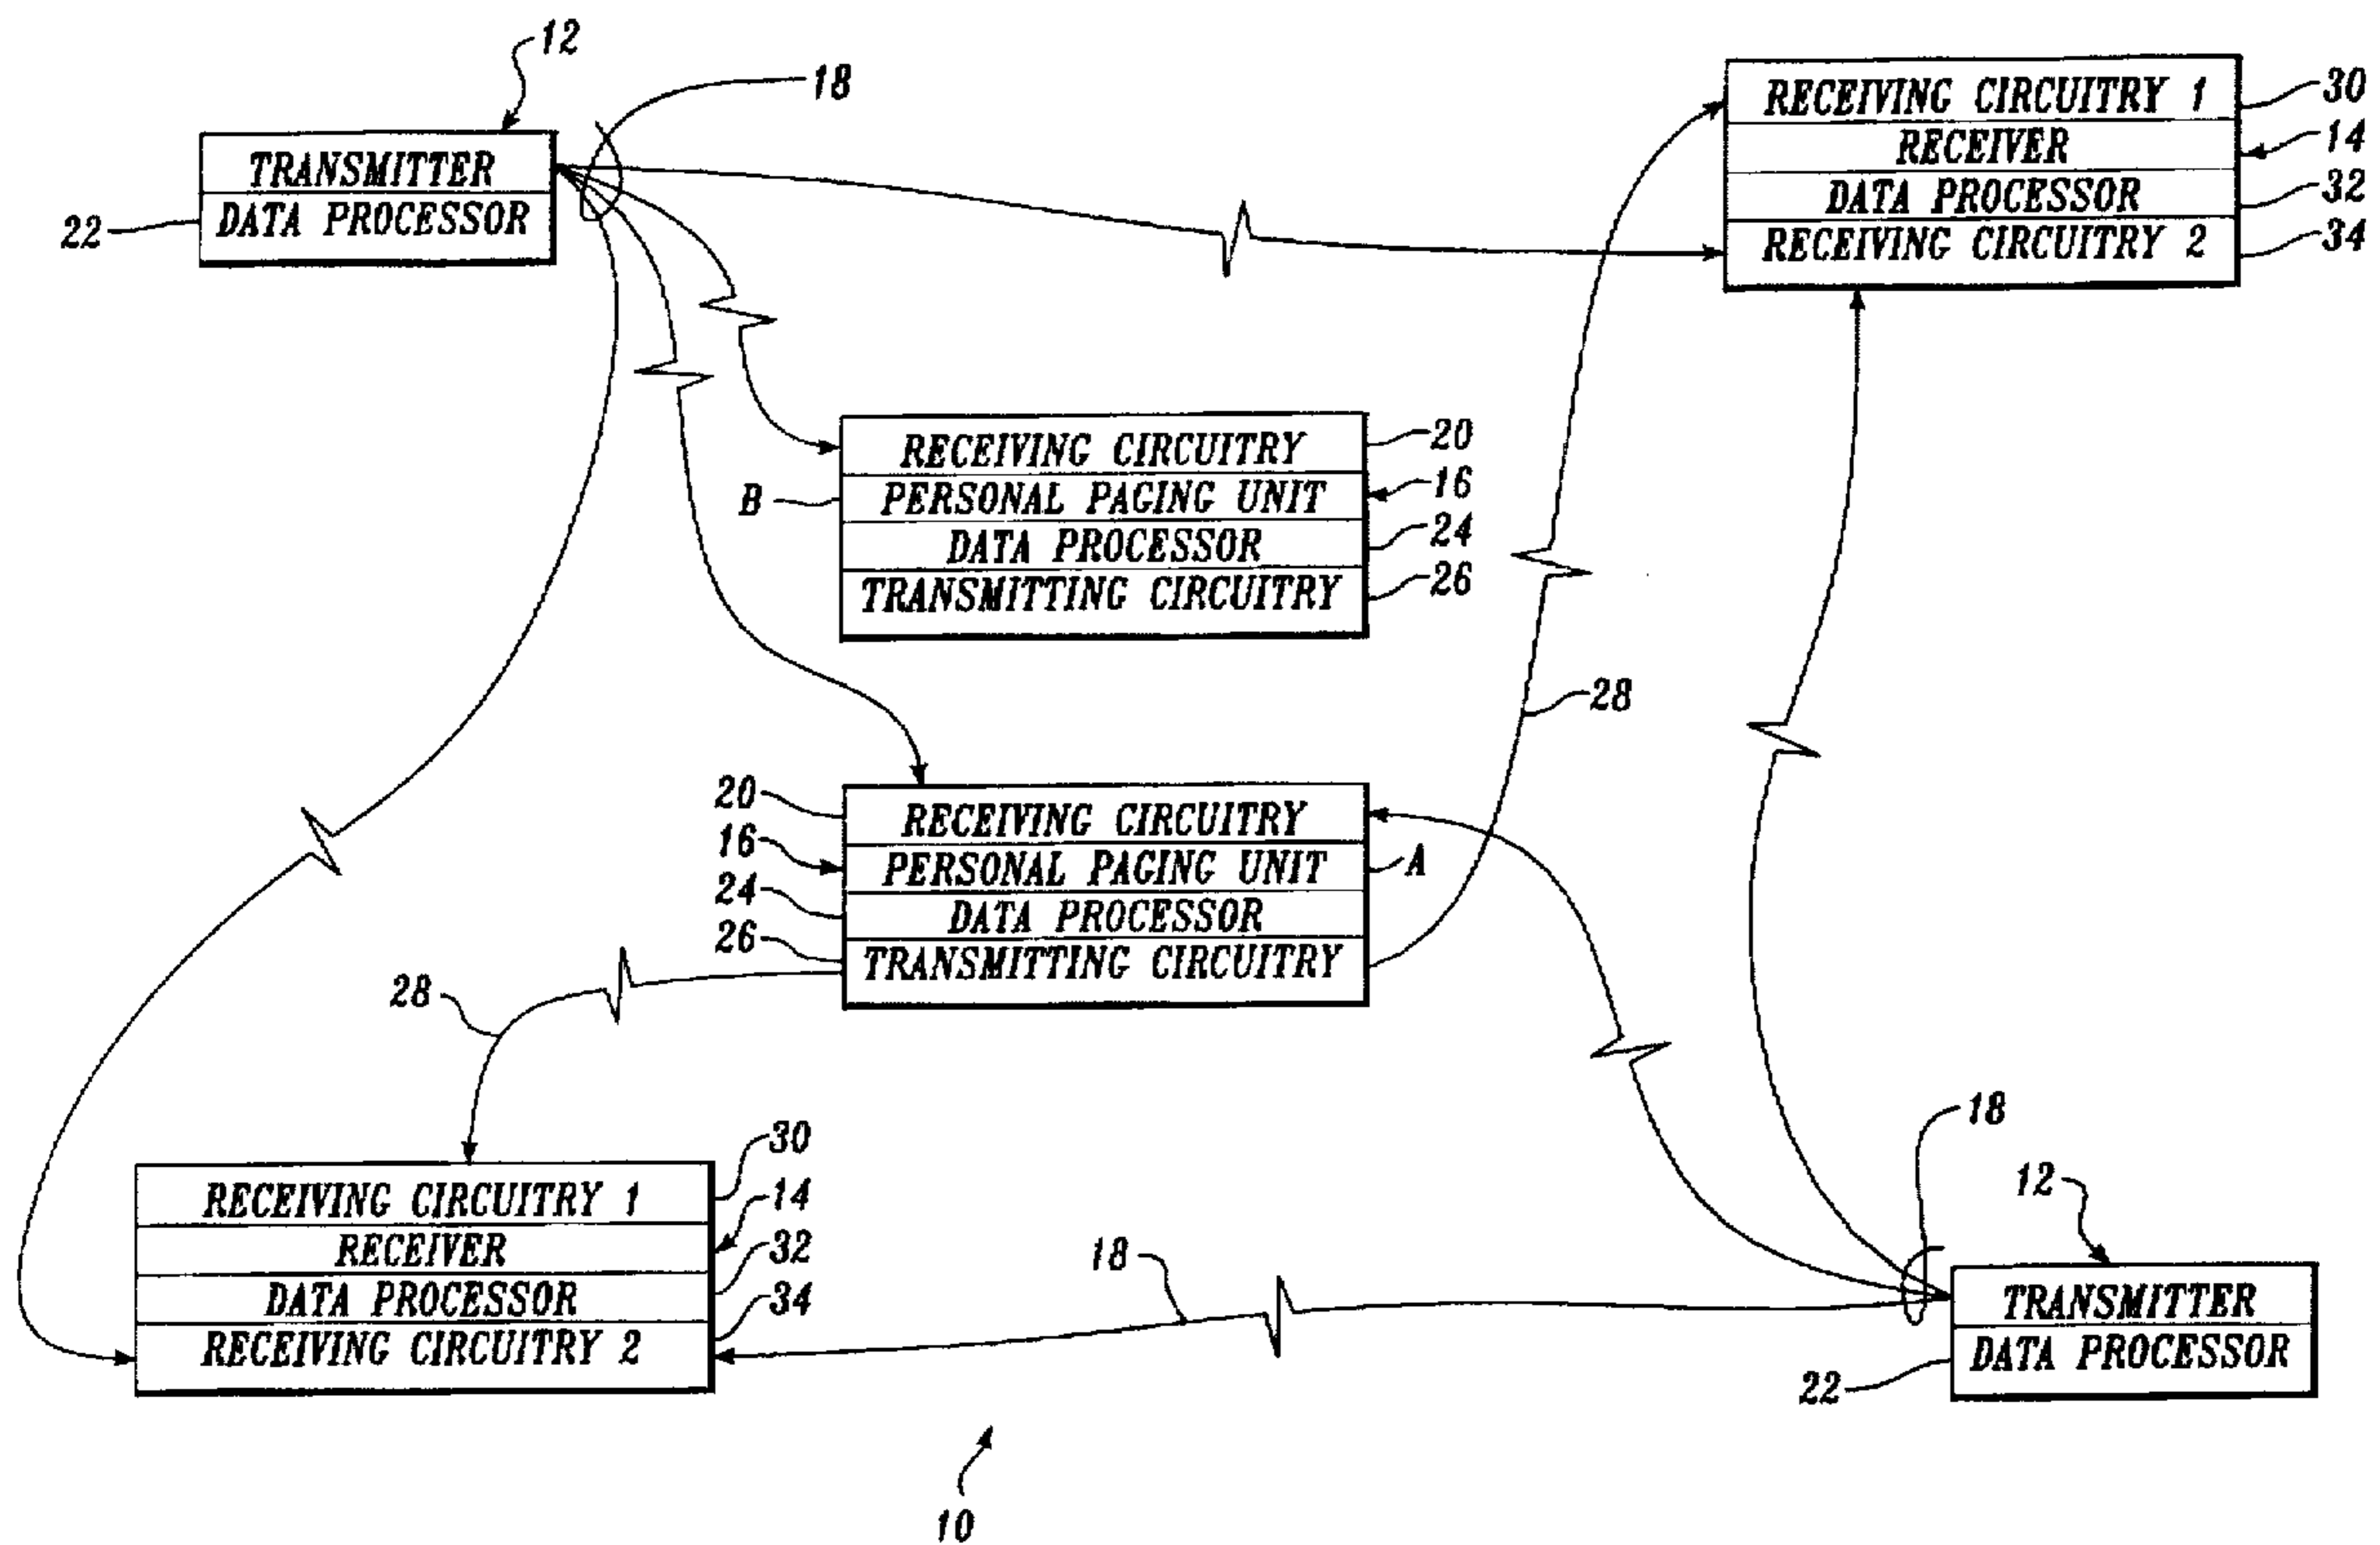 12
18
TRANSMITTER
22
DATA PROCESSOR
RECEIVING CIRCUITRY 1
30
RECEIVER
14
DATA PROCESSOR
32
RECEIVING CIRCUITRY 2
34
RECEIVING CIRCUITRY
20
B
PERSONAL PAGING UNIT
16
DATA PROCESSOR
24
TRANSMITTING CIRCUITRY
26
28
20
RECEIVING CIRCUITRY
16
PERSONAL PAGING UNIT
A
24
DATA PROCESSOR
26
TRANSMITTING CIRCUITRY
28
RECEIVING CIRCUITRY 1
30
RECEIVER
14
DATA PROCESSOR
32
RECEIVING CIRCUITRY 2
34
18
18
12
TRANSMITTER
22
DATA PROCESSOR
10